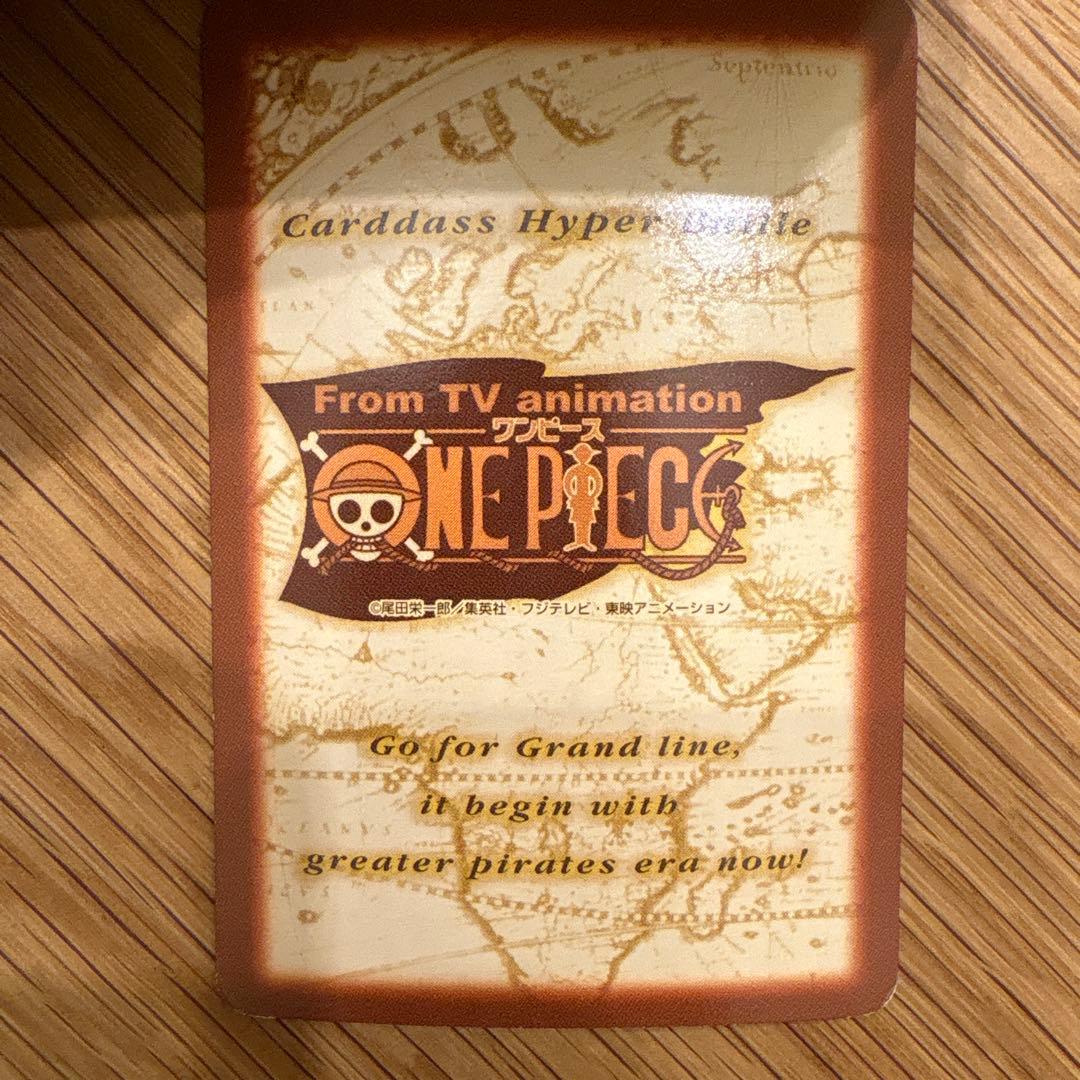 Septentrio
Carddass Hyper Battle
From TV animation
ワンピース
ONE PIECE
©尾田栄一郎/集英社・フジテレビ・東映アニメーション
Go for Grand line,
it begin with
greater pirates era now!